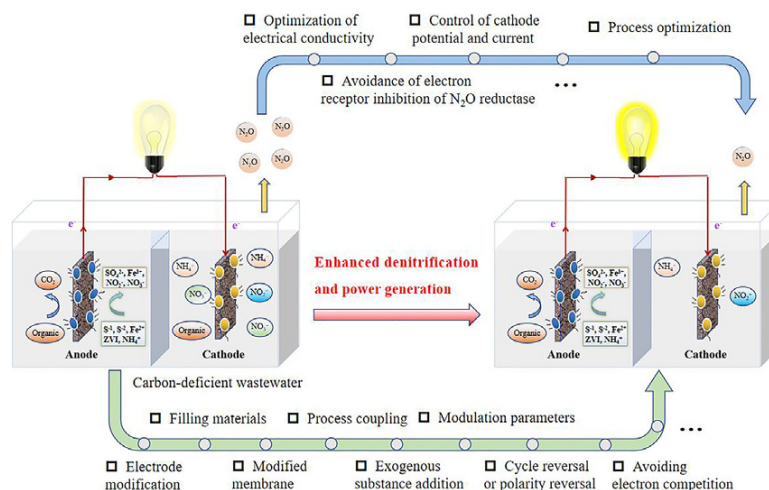 ☐ Optimization of
electrical conductivity
☐ Control of cathode
potential and current
☐ Process optimization
☐ Avoidance of electron
receptor inhibition of N₂O reductase
...
N₂O
N₂O
N₂O
N₂O
N₂O
e⁻
e⁻
CO₂
Organic
SO₄²⁻, Fe³⁺,
NO₂⁻, NO₃⁻
S⁻², S⁻², Fe²⁺
ZVI, NH₄⁺
Anode
NH₄⁺
NH₄⁺
NO₃⁻
NO₂⁻
Organic
NO₃⁻
Cathode
Enhanced denitrification
and power generation
e⁻
e⁻
CO₂
Organic
SO₄²⁻, Fe³⁺,
NO₂⁻, NO₃⁻
S⁻², S⁻², Fe²⁺
ZVI, NH₄⁺
Anode
NH₄⁺
NO₂⁻
Cathode
Carbon-deficient wastewater
☐ Filling materials
☐ Process coupling
☐ Modulation parameters
...
☐ Electrode
modification
☐ Modified
membrane
☐ Exogenous
substance addition
☐ Cycle reversal
or polarity reversal
☐ Avoiding
electron competition